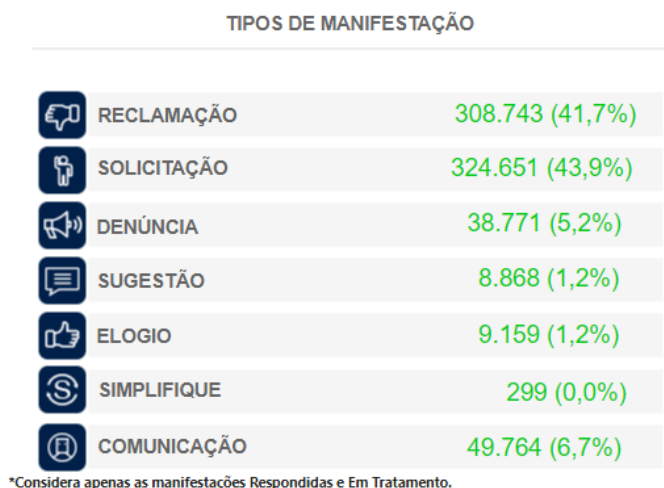 TIPOS DE MANIFESTAÇÃO
RECLAMAÇÃO 308.743 (41,7%)
SOLICITAÇÃO 324.651 (43,9%)
DENÚNCIA 38.771 (5,2%)
SUGESTÃO 8.868 (1,2%)
ELOGIO 9.159 (1,2%)
SIMPLIFIQUE 299 (0,0%)
COMUNICAÇÃO 49.764 (6,7%)
*Considera apenas as manifestações Respondidas e Em Tratamento.